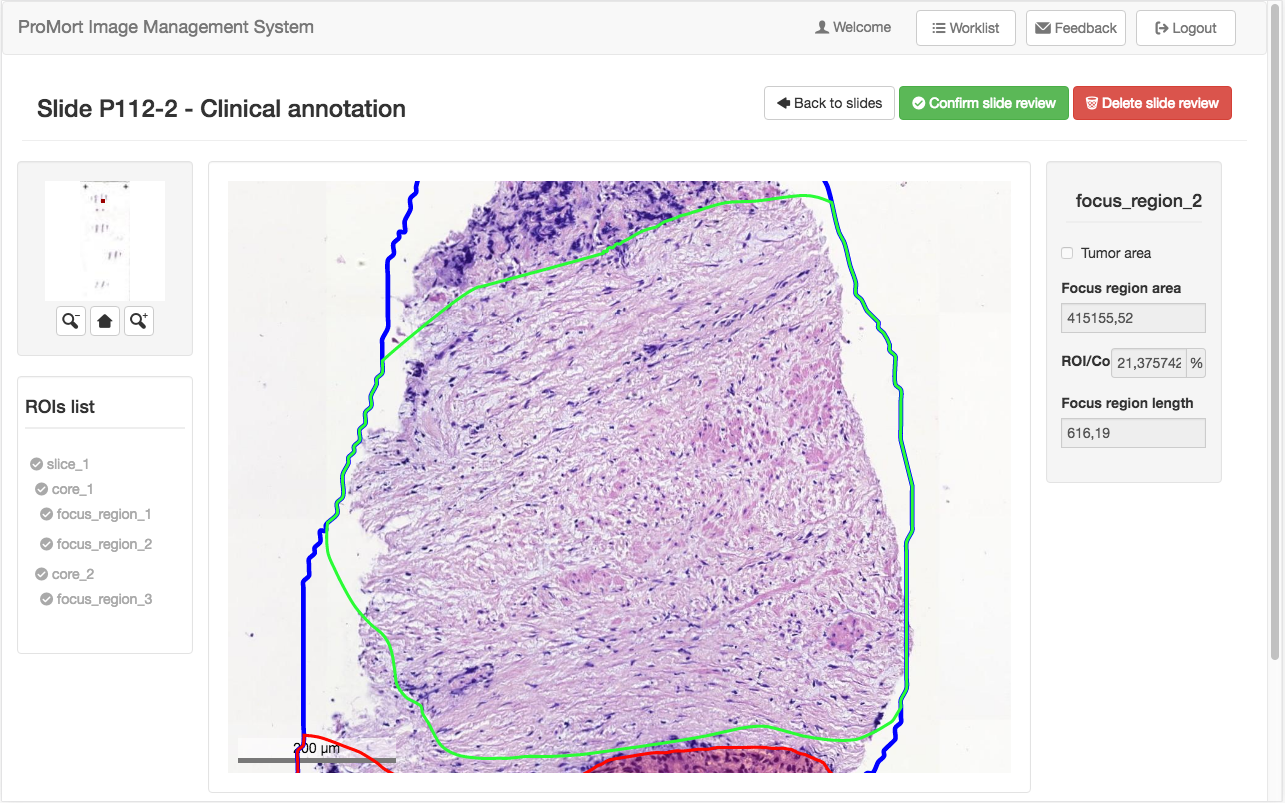 ProMort Image Management System
Welcome
Worklist
Feedback
Logout
Slide P112-2 - Clinical annotation
Back to slides
Confirm slide review
Delete slide review
ROIs list
slice_1
core_1
focus_region_1
focus_region_2
core_2
focus_region_3
200 µm
focus_region_2
Tumor area
Focus region area
415155,52
ROI/Co 21,375742 %
Focus region length
616,19